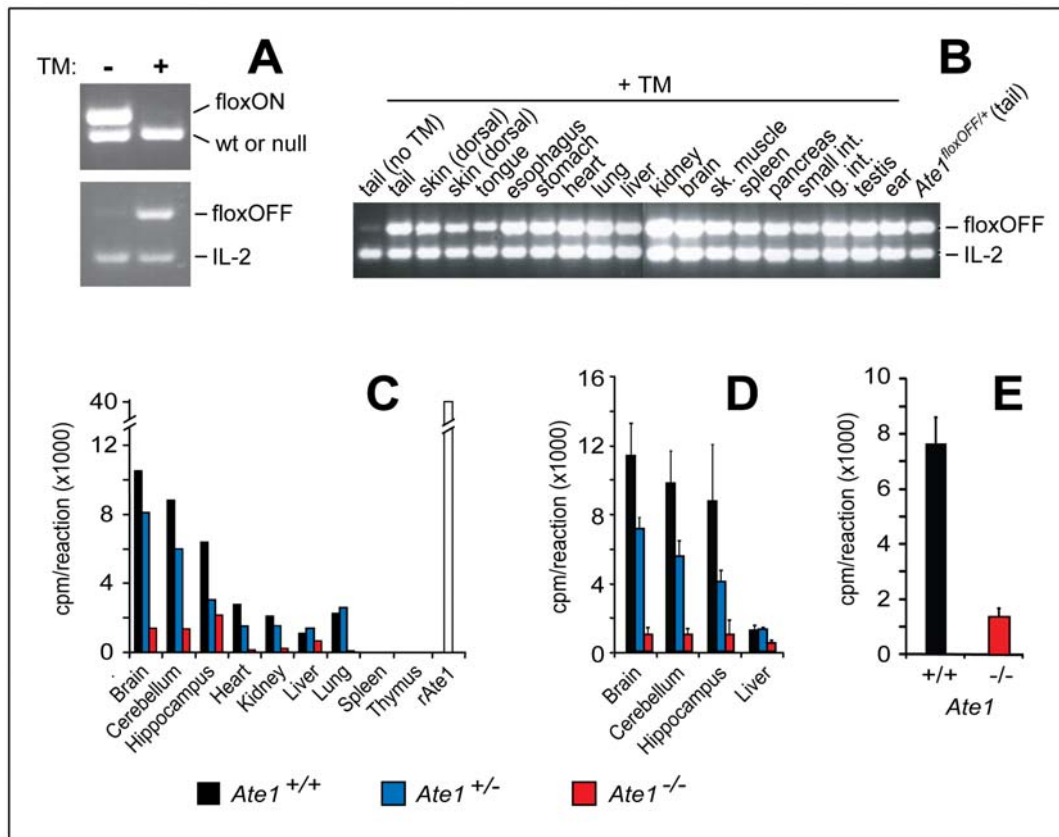 A
TM: - +
floxON
wt or null
floxOFF
IL-2
B
+ TM
tail (no TM)
tail
skin (dorsal)
skin (dorsal)
tongue
esophagus
stomach
heart
lung
liver
kidney
brain
sk. muscle
spleen
pancreas
small int.
lg. int.
testis
ear
Ate1floxOFF/+ (tail)
floxOFF
IL-2
C
cpm/reaction (x1000)
40
12
8
4
0
Brain
Cerebellum
Hippocampus
Heart
Kidney
Liver
Lung
Spleen
Thymus
rAte1
D
cpm/reaction (x1000)
16
12
8
4
0
Brain
Cerebellum
Hippocampus
Liver
E
cpm/reaction (x1000)
10
8
6
4
2
0
+/+ -/-
Ate1
Ate1 +/+ Ate1 +/- Ate1 -/-